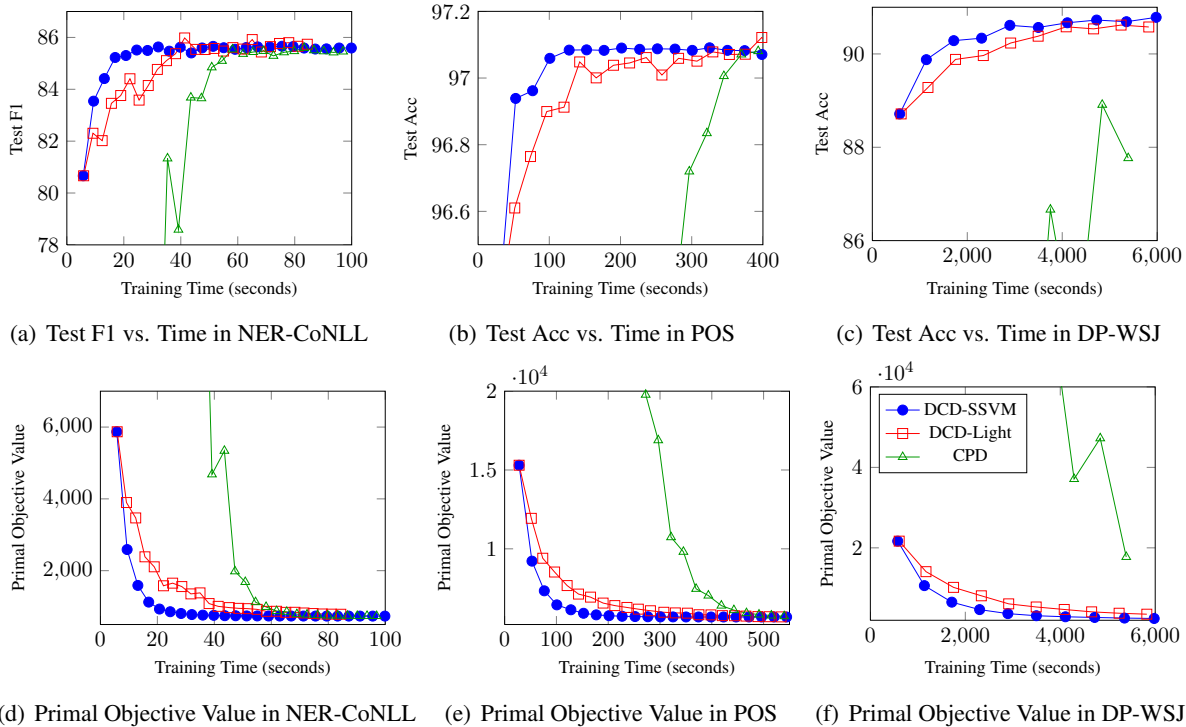 86
84
82
80
78
0
20
40
60
80
100
Test F1
Training Time (seconds)
(a) Test F1 vs. Time in NER-CoNLL
97.2
97
96.8
96.6
0
100
200
300
400
Test Acc
Training Time (seconds)
(b) Test Acc vs. Time in POS
90
88
86
0
2,000
4,000
6,000
Test Acc
Training Time (seconds)
(c) Test Acc vs. Time in DP-WSJ
6,000
4,000
2,000
0
20
40
60
80
100
Primal Objective Value
Training Time (seconds)
(d) Primal Objective Value in NER-CoNLL
·10⁴
2
1.5
1
0
100
200
300
400
500
Primal Objective Value
Training Time (seconds)
(e) Primal Objective Value in POS
·10⁴
6
4
2
2,000
4,000
6,000
Primal Objective Value
Training Time (seconds)
DCD-SSVM
DCD-Light
CPD
(f) Primal Objective Value in DP-WSJ